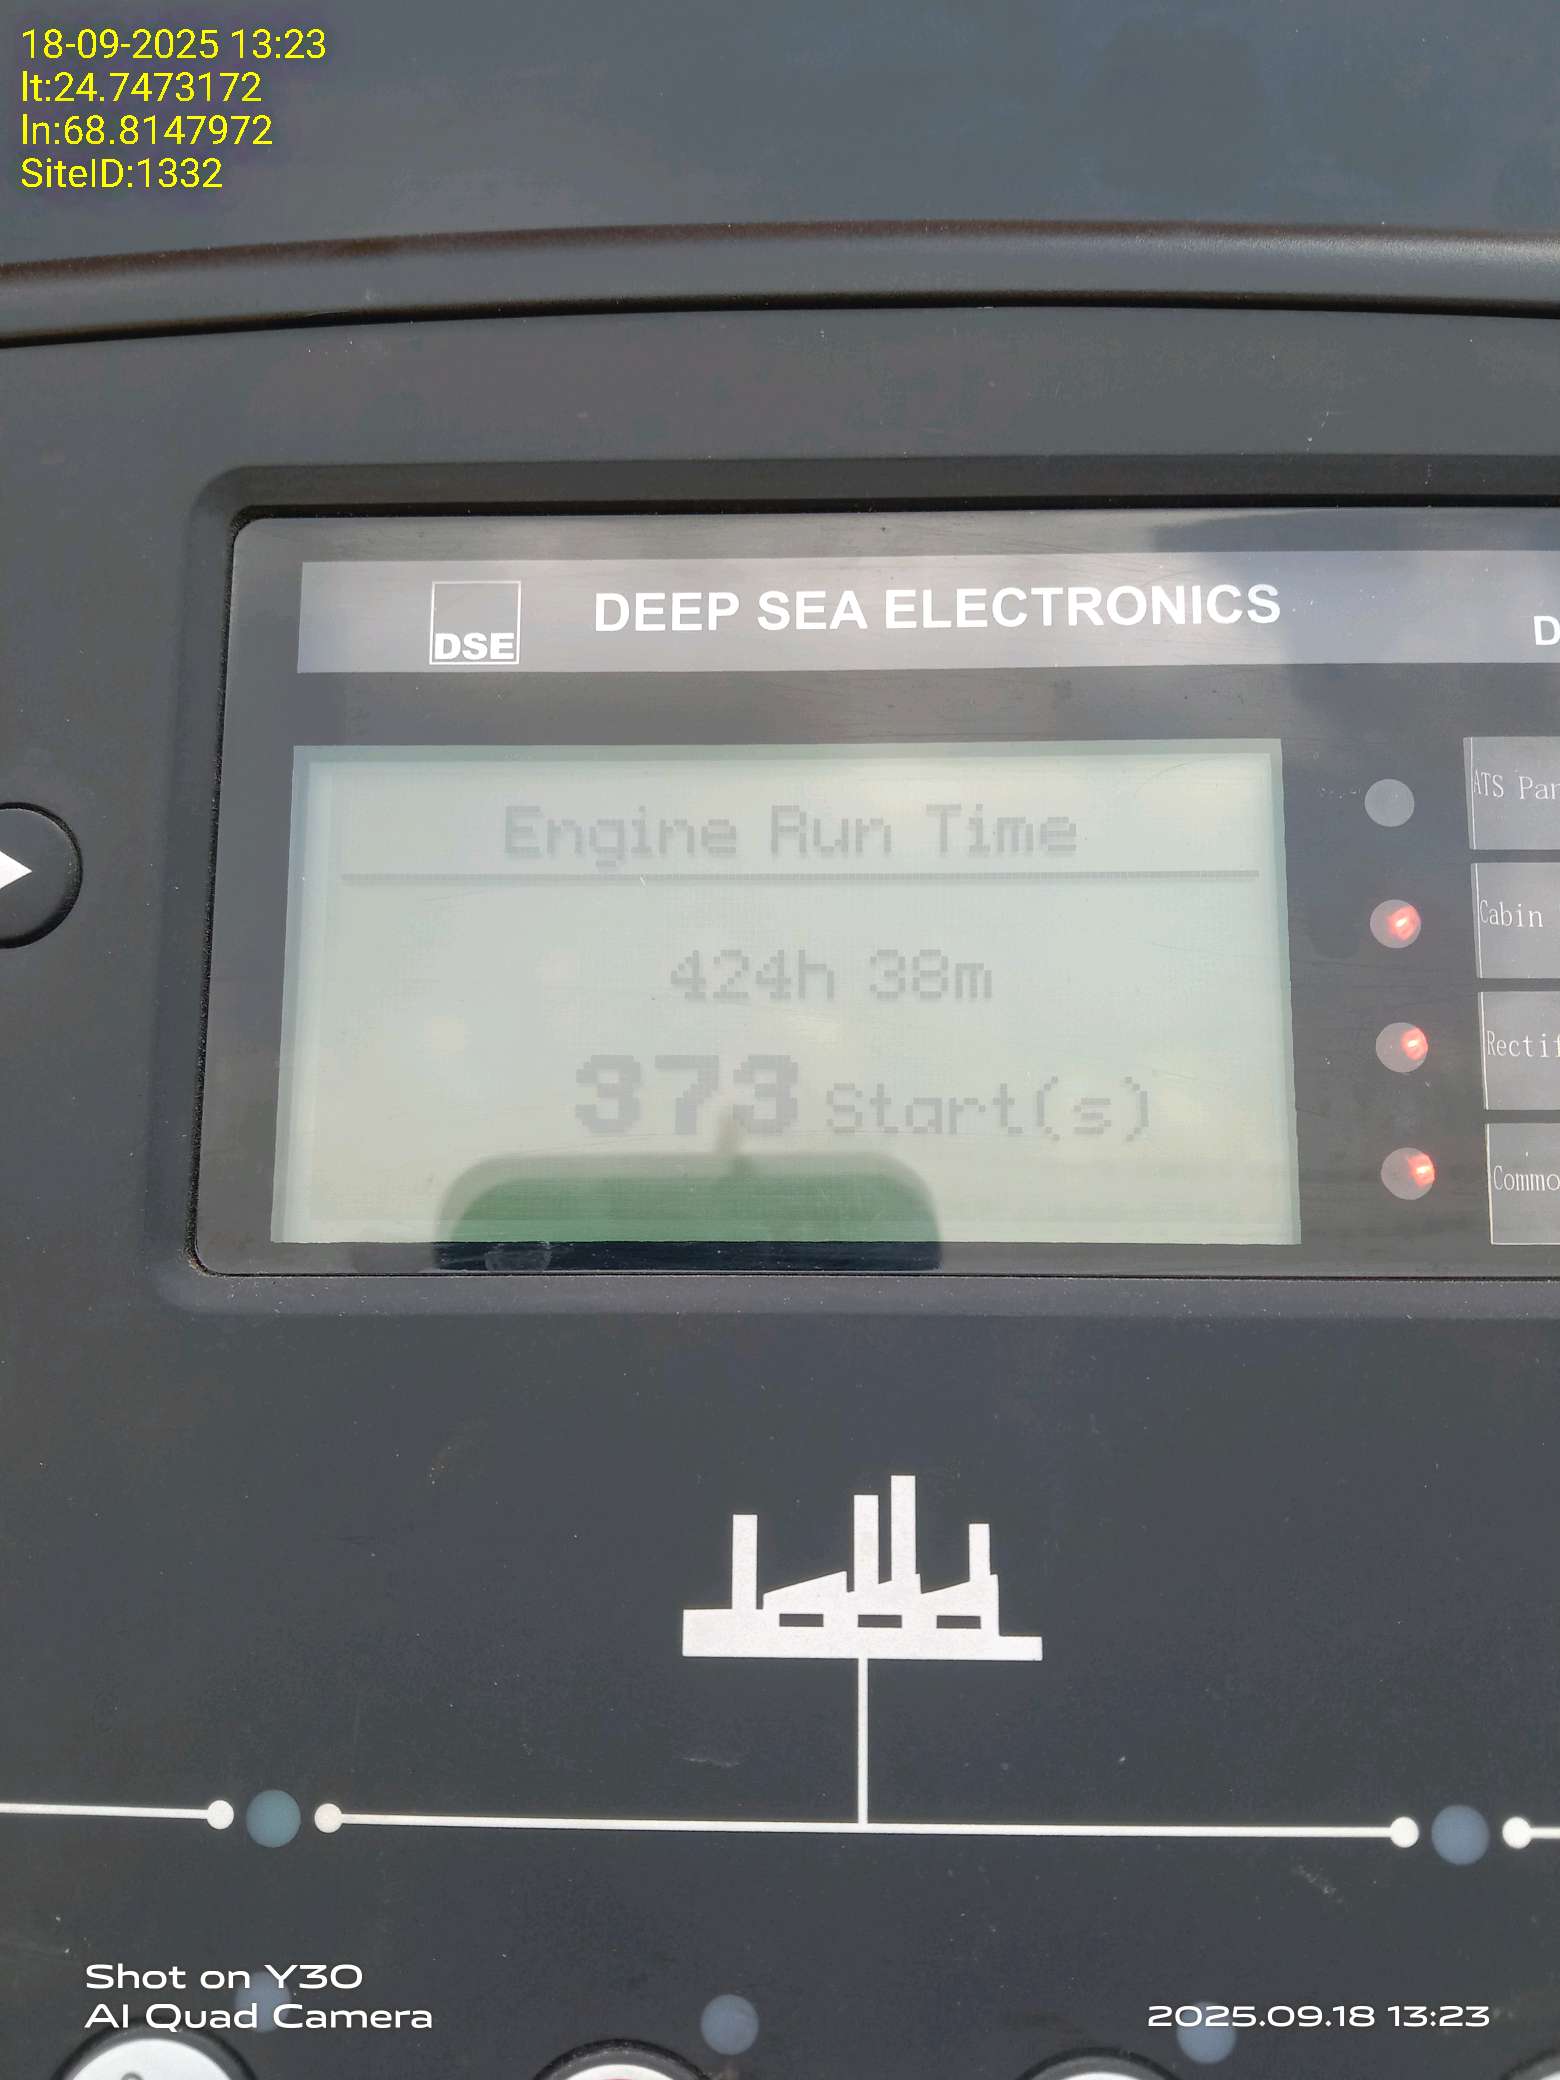 18-09-2025 13:23
lt:24.7473172
ln:68.8147972
SiteID:1332
DSE
DEEP SEA ELECTRONICS
D
Engine Run Time
424h 38m
373 Start(s)
ATS Pan
Cabin
Rectif
Commo
Shot on Y30
AI Quad Camera
2025.09.18 13:23